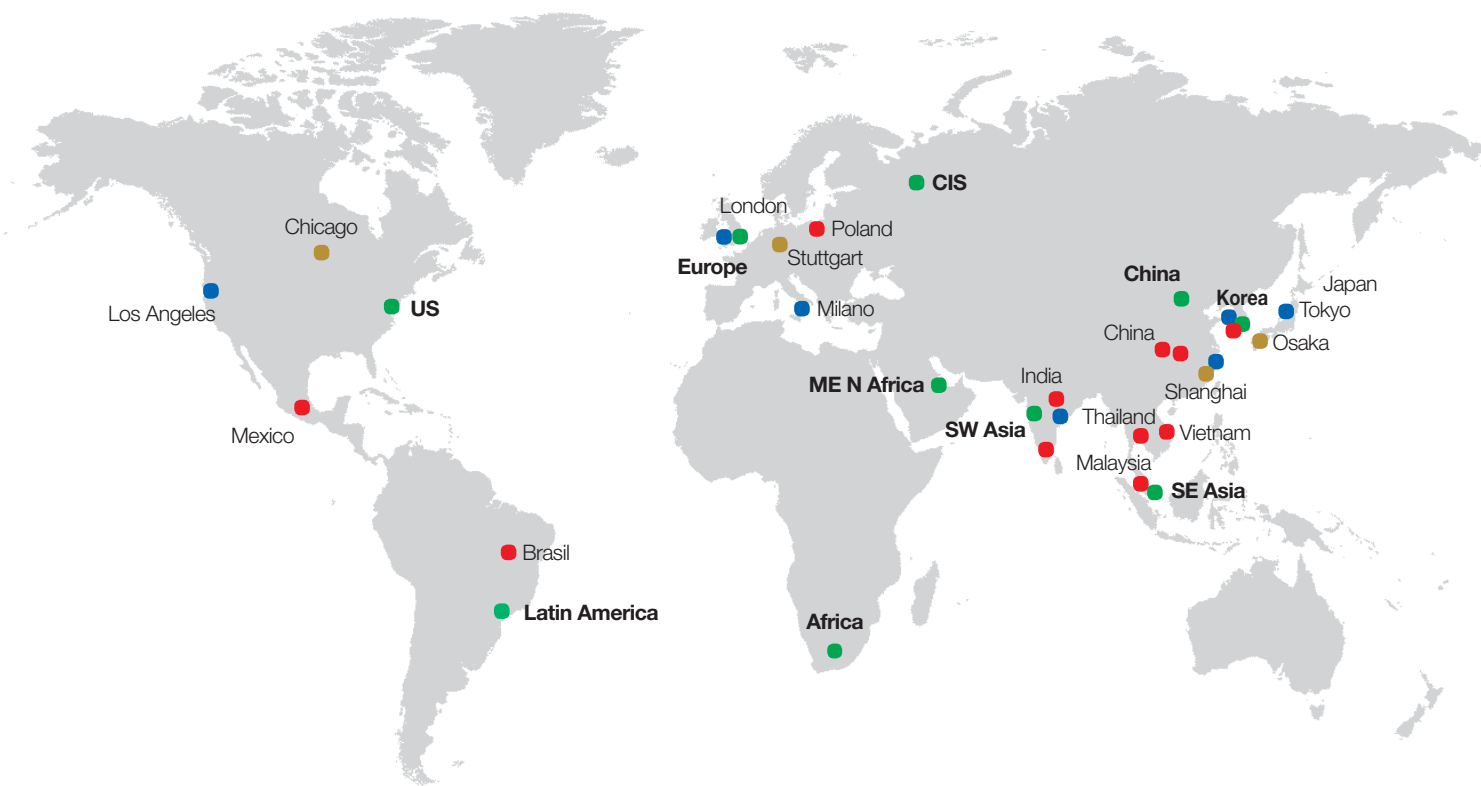 CIS
London
Chicago
Poland
Stuttgart
Europe
China
Japan
Korea
Tokyo
US
Los Angeles
Milano
China
Osaka
India
ME N Africa
Shanghai
Thailand
SW Asia
Vietnam
Mexico
Malaysia
SE Asia
Brasil
Latin America
Africa